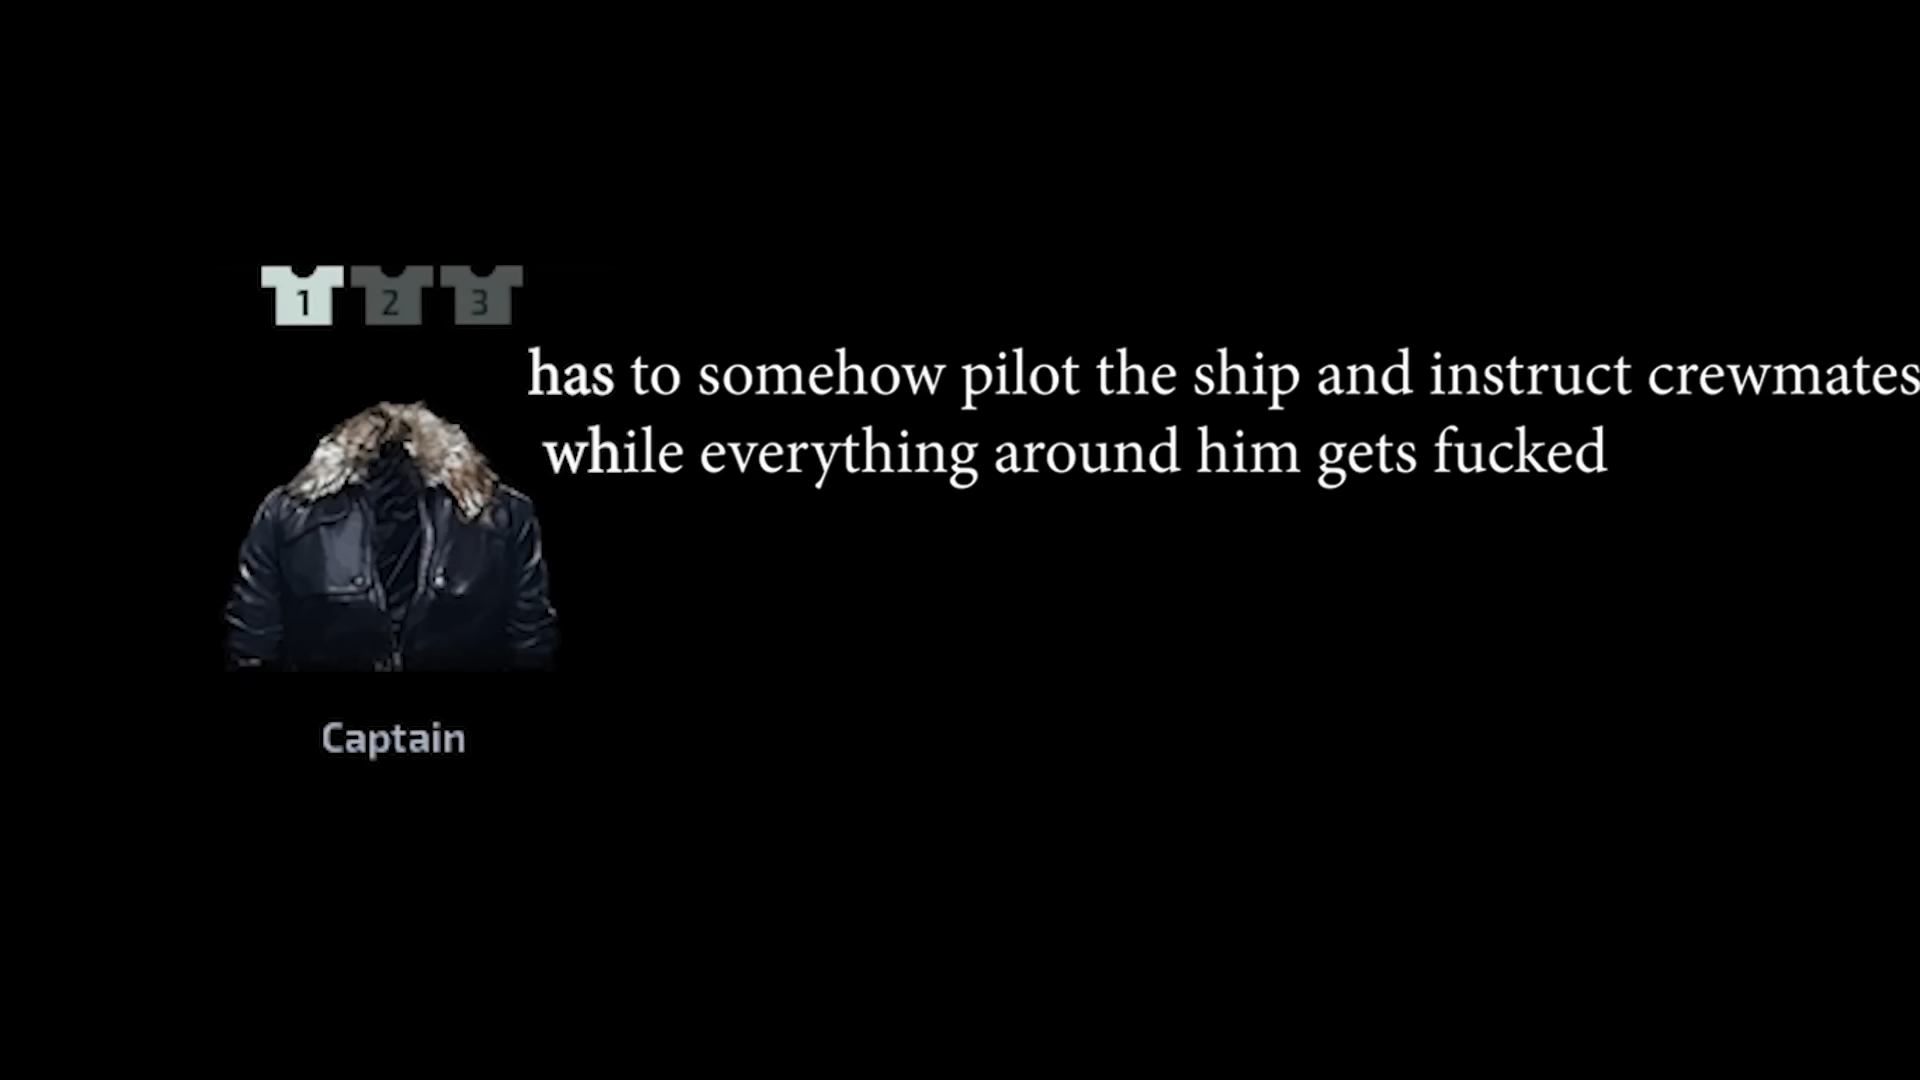 1 2 3
has to somehow pilot the ship and instruct crewmates
while everything around him gets fucked
Captain